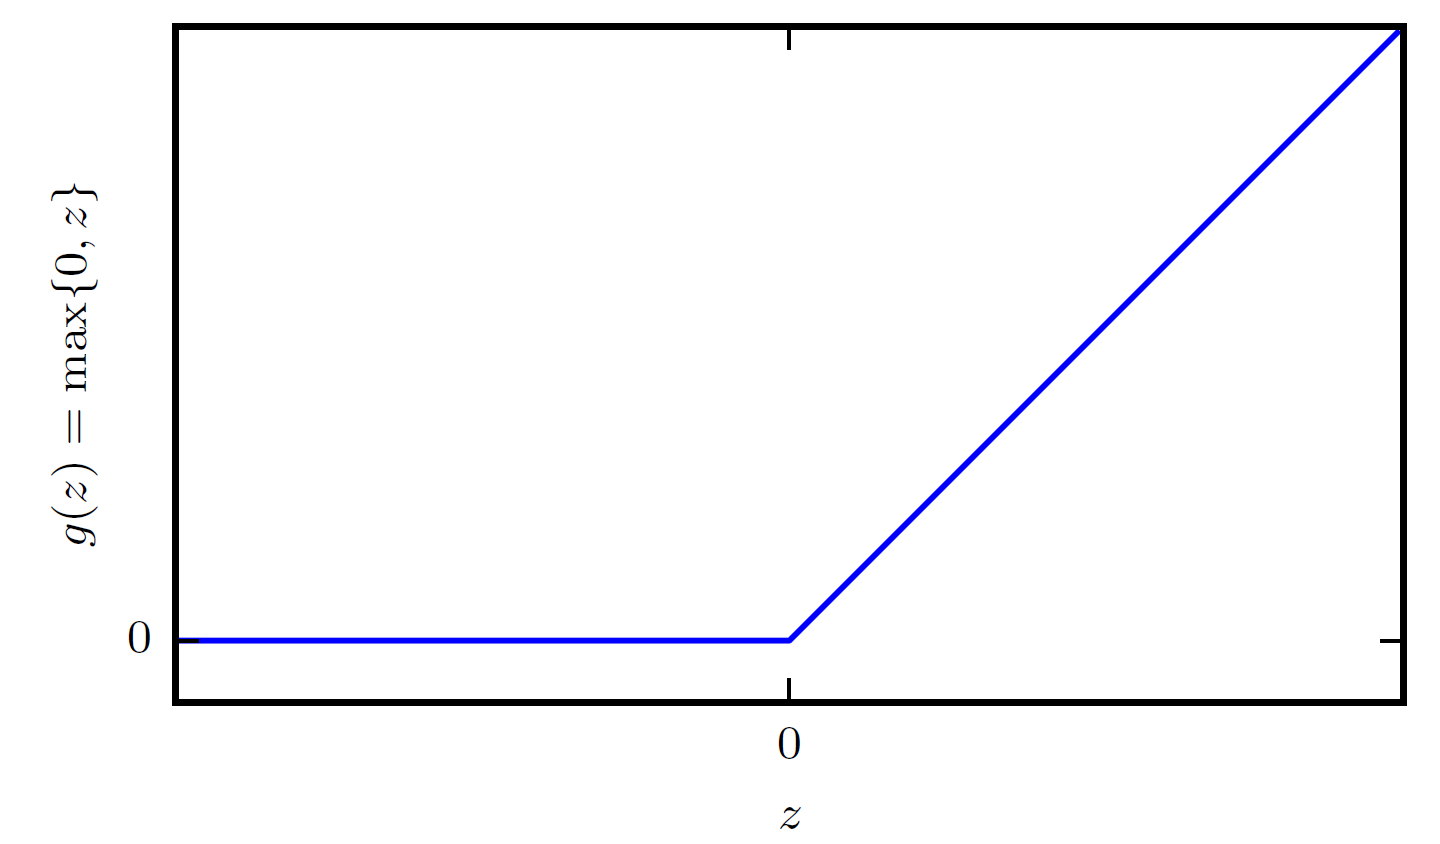 g(z) = max{0, z}
0
0
z